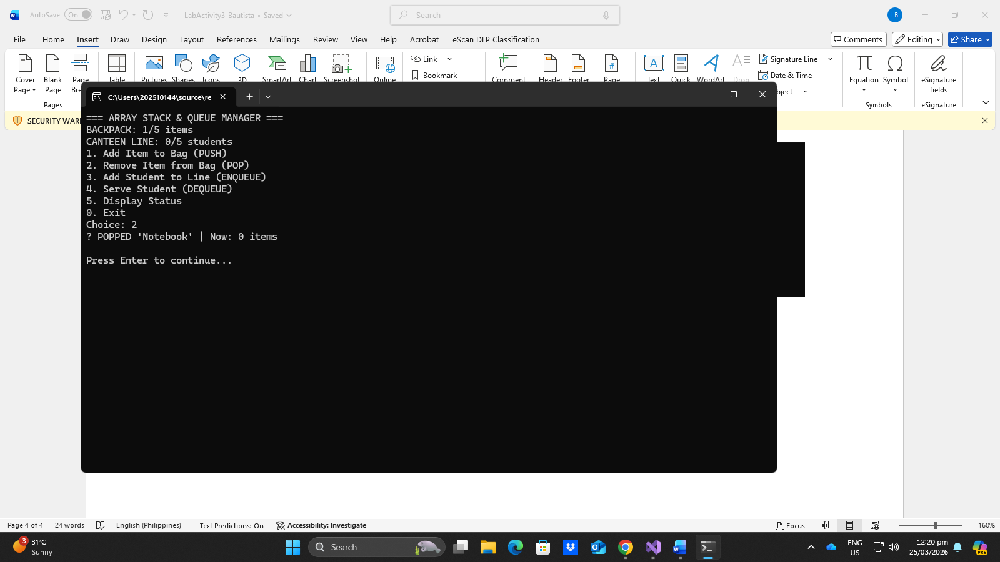 AutoSave On LabActivity3_Bautista • Saved Search LB
File Home Insert Draw Design Layout References Mailings Review View Help Acrobat eScan DLP Classification Comments Editing Share
Cover Page Blank Page Page Table Pictures Shapes Icons 3D SmartArt Chart Screenshot Online Link Bookmark Comment Header Footer Page Text Quick WordArt Drop Signature Line Date & Time Equation Symbol eSignature fields
Pages Symbols eSignature
SECURITY WARN
C:\Users\202510144\source\re
=== ARRAY STACK & QUEUE MANAGER ===
BACKPACK: 1/5 items
CANTEEN LINE: 0/5 students
1. Add Item to Bag (PUSH)
2. Remove Item from Bag (POP)
3. Add Student to Line (ENQUEUE)
4. Serve Student (DEQUEUE)
5. Display Status
0. Exit
Choice: 2
? POPPED 'Notebook' | Now: 0 items
Press Enter to continue...
Page 4 of 4 24 words English (Philippines) Text Predictions: On Accessibility: Investigate Focus 160%
3 31°C
Sunny
Search
ENG
US
12:20 pm
25/03/2026
PRE